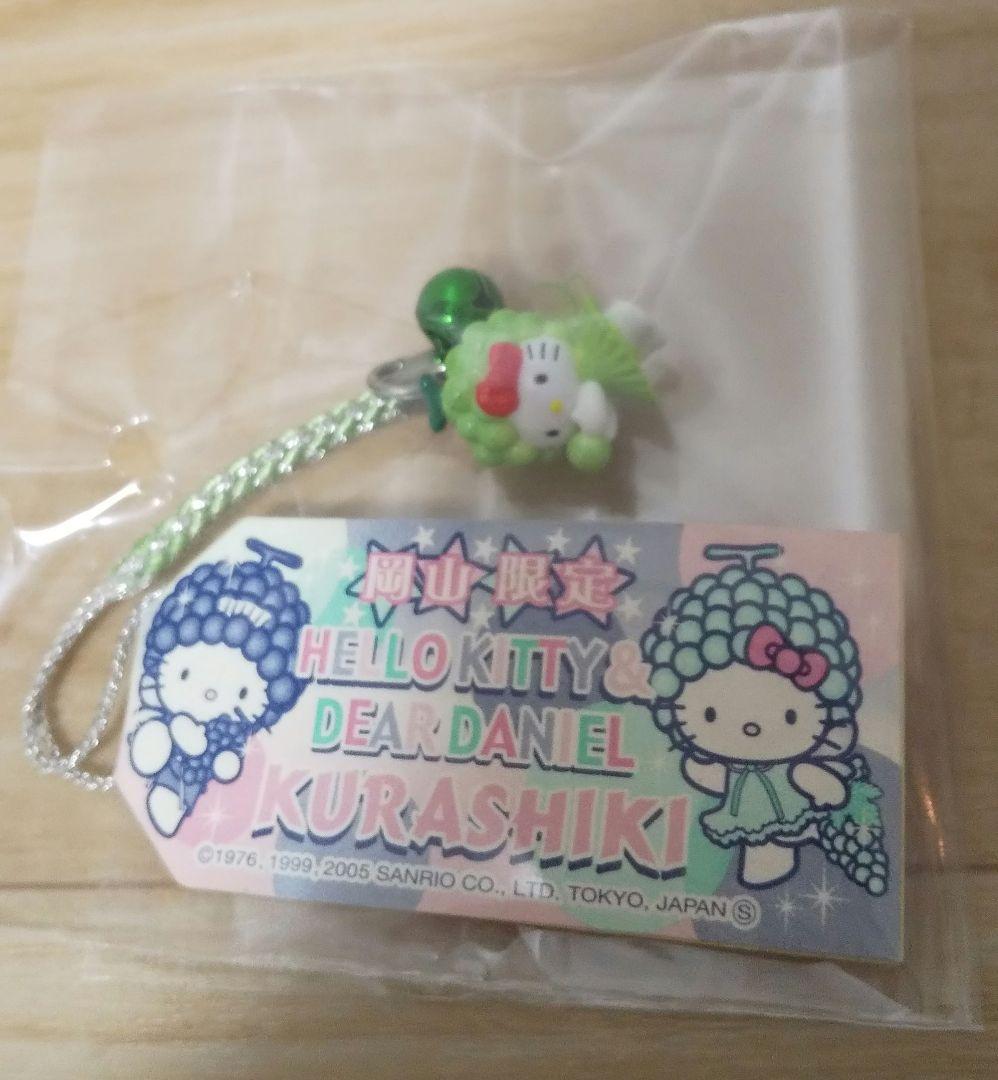 岡山限定
HELLO KITTY &
DEAR DANIEL
KURASHIKI
©1976, 1999, 2005 SANRIO CO., LTD. TOKYO, JAPAN Ⓢ